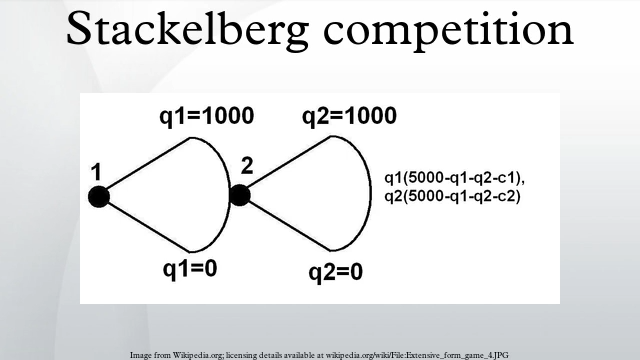 Stackelberg competition
q1=1000
q2=1000
1
2
q1(5000-q1-q2-c1),
q2(5000-q1-q2-c2)
q1=0
q2=0
Image from Wikipedia.org; licensing details available at wikipedia.org/wiki/File:Extensive_form_game_4.JPG